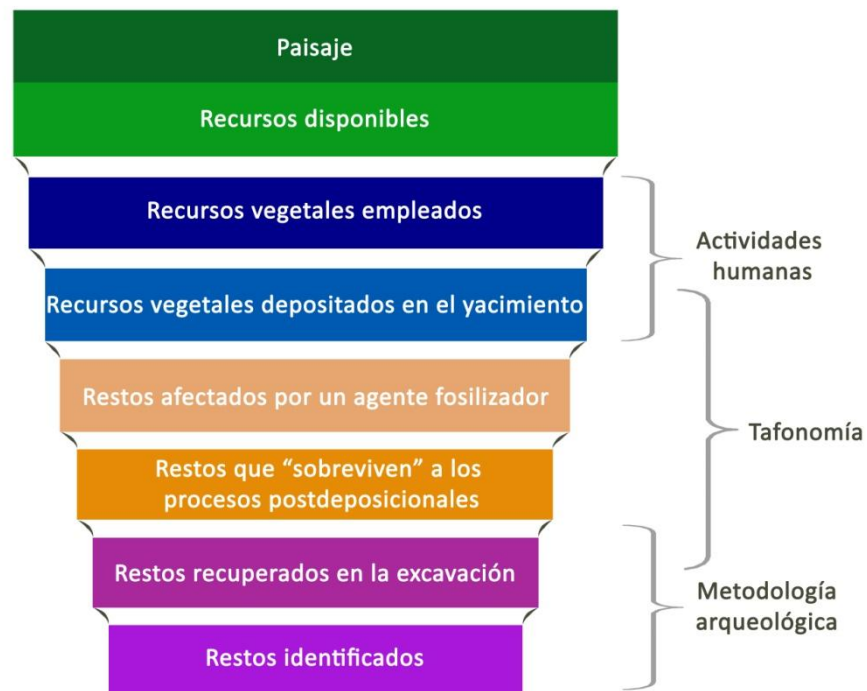 Paisaje
Recursos disponibles
Recursos vegetales empleados
Recursos vegetales depositados en el yacimiento
Restos afectados por un agente fosilizador
Restos que “sobreviven” a los
procesos postdeposicionales
Restos recuperados en la excavación
Restos identificados
Actividades
humanas
Tafonomía
Metodología
arqueológica